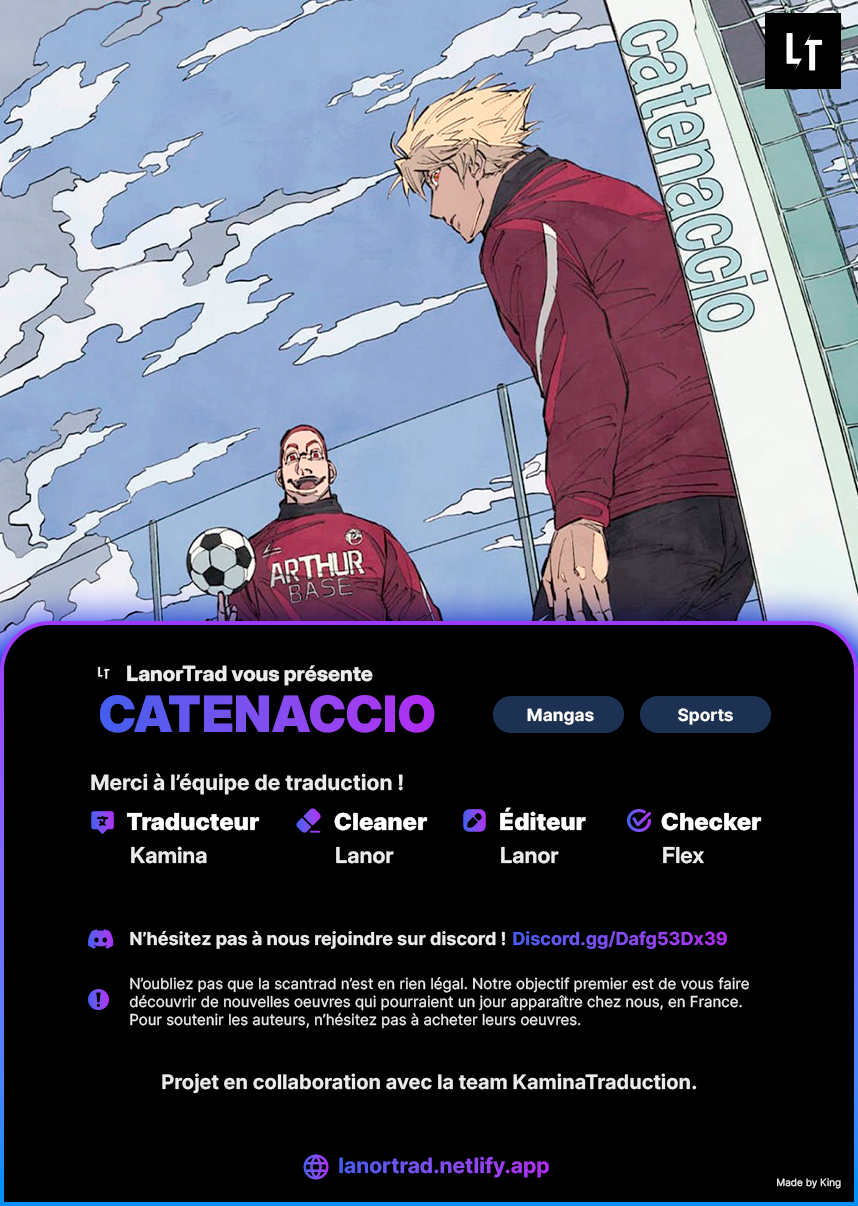 LT
catenaccio
ARTHUR
BASE
LT LanorTrad vous présente
CATENACCIO
Mangas Sports
Merci à l’équipe de traduction !
Traducteur Cleaner Éditeur Checker
Kamina Lanor Lanor Flex
N’hésitez pas à nous rejoindre sur discord ! Discord.gg/Dafg53Dx39
N’oubliez pas que la scantrad n’est en rien légal. Notre objectif premier est de vous faire
découvrir de nouvelles oeuvres qui pourraient un jour apparaître chez nous, en France.
Pour soutenir les auteurs, n’hésitez pas à acheter leurs oeuvres.
Projet en collaboration avec la team KaminaTraduction.
lanortrad.netlify.app
Made by King